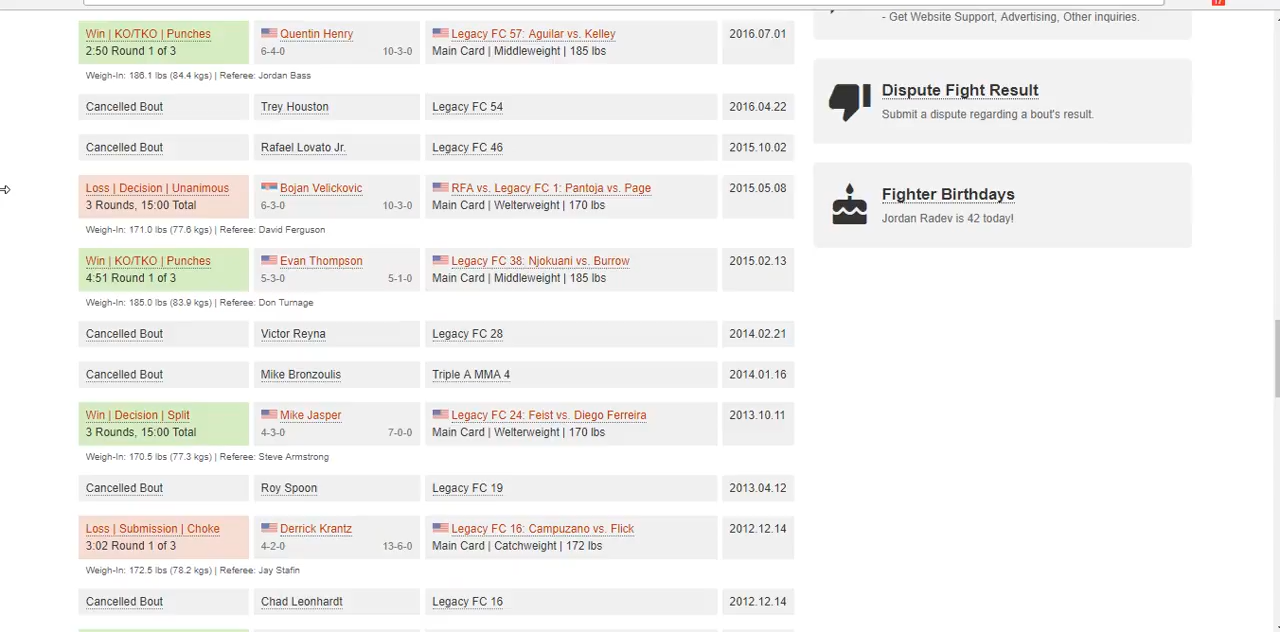 17
Win | KO/TKO | Punches
2:50 Round 1 of 3
Quentin Henry
6-4-0 10-3-0
Legacy FC 57: Aguilar vs. Kelley
Main Card | Middleweight | 185 lbs
2016.07.01
Weigh-In: 186.1 lbs (84.4 kgs) | Referee: Jordan Bass
Cancelled Bout Trey Houston Legacy FC 54 2016.04.22
Cancelled Bout Rafael Lovato Jr. Legacy FC 46 2015.10.02
Loss | Decision | Unanimous
3 Rounds, 15:00 Total
Bojan Velickovic
6-3-0 10-3-0
RFA vs. Legacy FC 1: Pantoja vs. Page
Main Card | Welterweight | 170 lbs
2015.05.08
Weigh-In: 171.0 lbs (77.6 kgs) | Referee: David Ferguson
Win | KO/TKO | Punches
4:51 Round 1 of 3
Evan Thompson
5-3-0 5-1-0
Legacy FC 38: Njokuani vs. Burrow
Main Card | Middleweight | 185 lbs
2015.02.13
Weigh-In: 185.0 lbs (83.9 kgs) | Referee: Don Turnage
Cancelled Bout Victor Reyna Legacy FC 28 2014.02.21
Cancelled Bout Mike Bronzoulis Triple A MMA 4 2014.01.16
Win | Decision | Split
3 Rounds, 15:00 Total
Mike Jasper
4-3-0 7-0-0
Legacy FC 24: Feist vs. Diego Ferreira
Main Card | Welterweight | 170 lbs
2013.10.11
Weigh-In: 170.5 lbs (77.3 kgs) | Referee: Steve Armstrong
Cancelled Bout Roy Spoon Legacy FC 19 2013.04.12
Loss | Submission | Choke
3:02 Round 1 of 3
Derrick Krantz
4-2-0 13-6-0
Legacy FC 16: Campuzano vs. Flick
Main Card | Catchweight | 172 lbs
2012.12.14
Weigh-In: 172.5 lbs (78.2 kgs) | Referee: Jay Stafin
Cancelled Bout Chad Leonhardt Legacy FC 16 2012.12.14
- Get Website Support, Advertising, Other inquiries.
Dispute Fight Result
Submit a dispute regarding a bout's result.
Fighter Birthdays
Jordan Radev is 42 today!